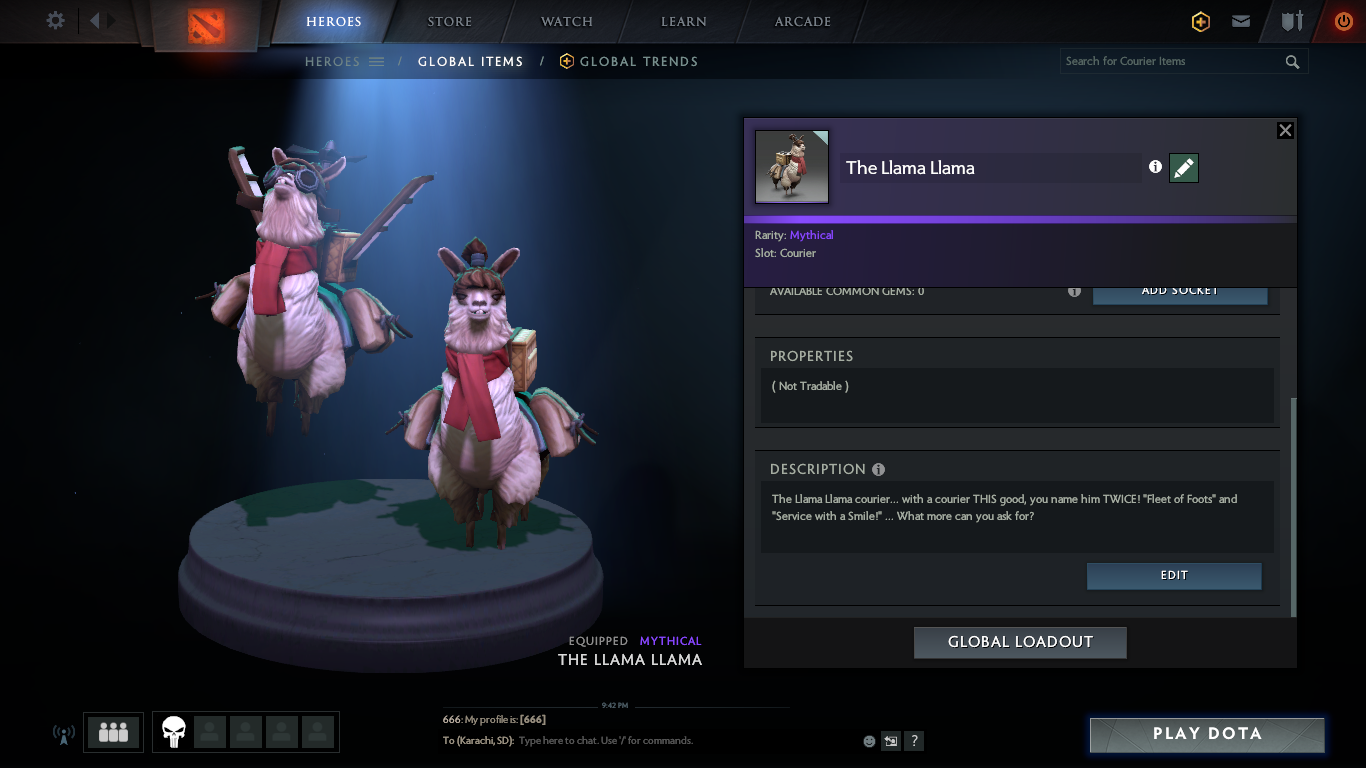 HEROES
STORE
WATCH
LEARN
ARCADE
HEROES / GLOBAL ITEMS / GLOBAL TRENDS
Search for Courier Items
The Llama Llama
Rarity: Mythical
Slot: Courier
AVAILABLE COMMON GEMS: 0
ADD SOCKET
PROPERTIES
( Not Tradable )
DESCRIPTION
The Llama Llama courier... with a courier THIS good, you name him TWICE! "Fleet of Foots" and
"Service with a Smile!" ... What more can you ask for?
EDIT
GLOBAL LOADOUT
EQUIPPED MYTHICAL
THE LLAMA LLAMA
9:42 PM
666: My profile is: [666]
To (Karachi, SD): Type here to chat. Use '/' for commands.
?
PLAY DOTA